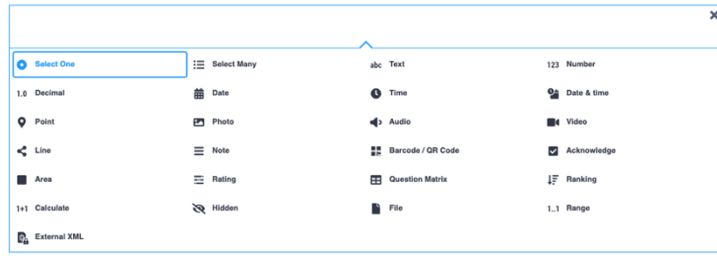 Select One Select Many abc Text 123 Number
1.0 Decimal Date Time Date & time
Point Photo Audio Video
Line Note Barcode / QR Code Acknowledge
Area Rating Question Matrix Ranking
1+1 Calculate Hidden File 1..1 Range
External XML